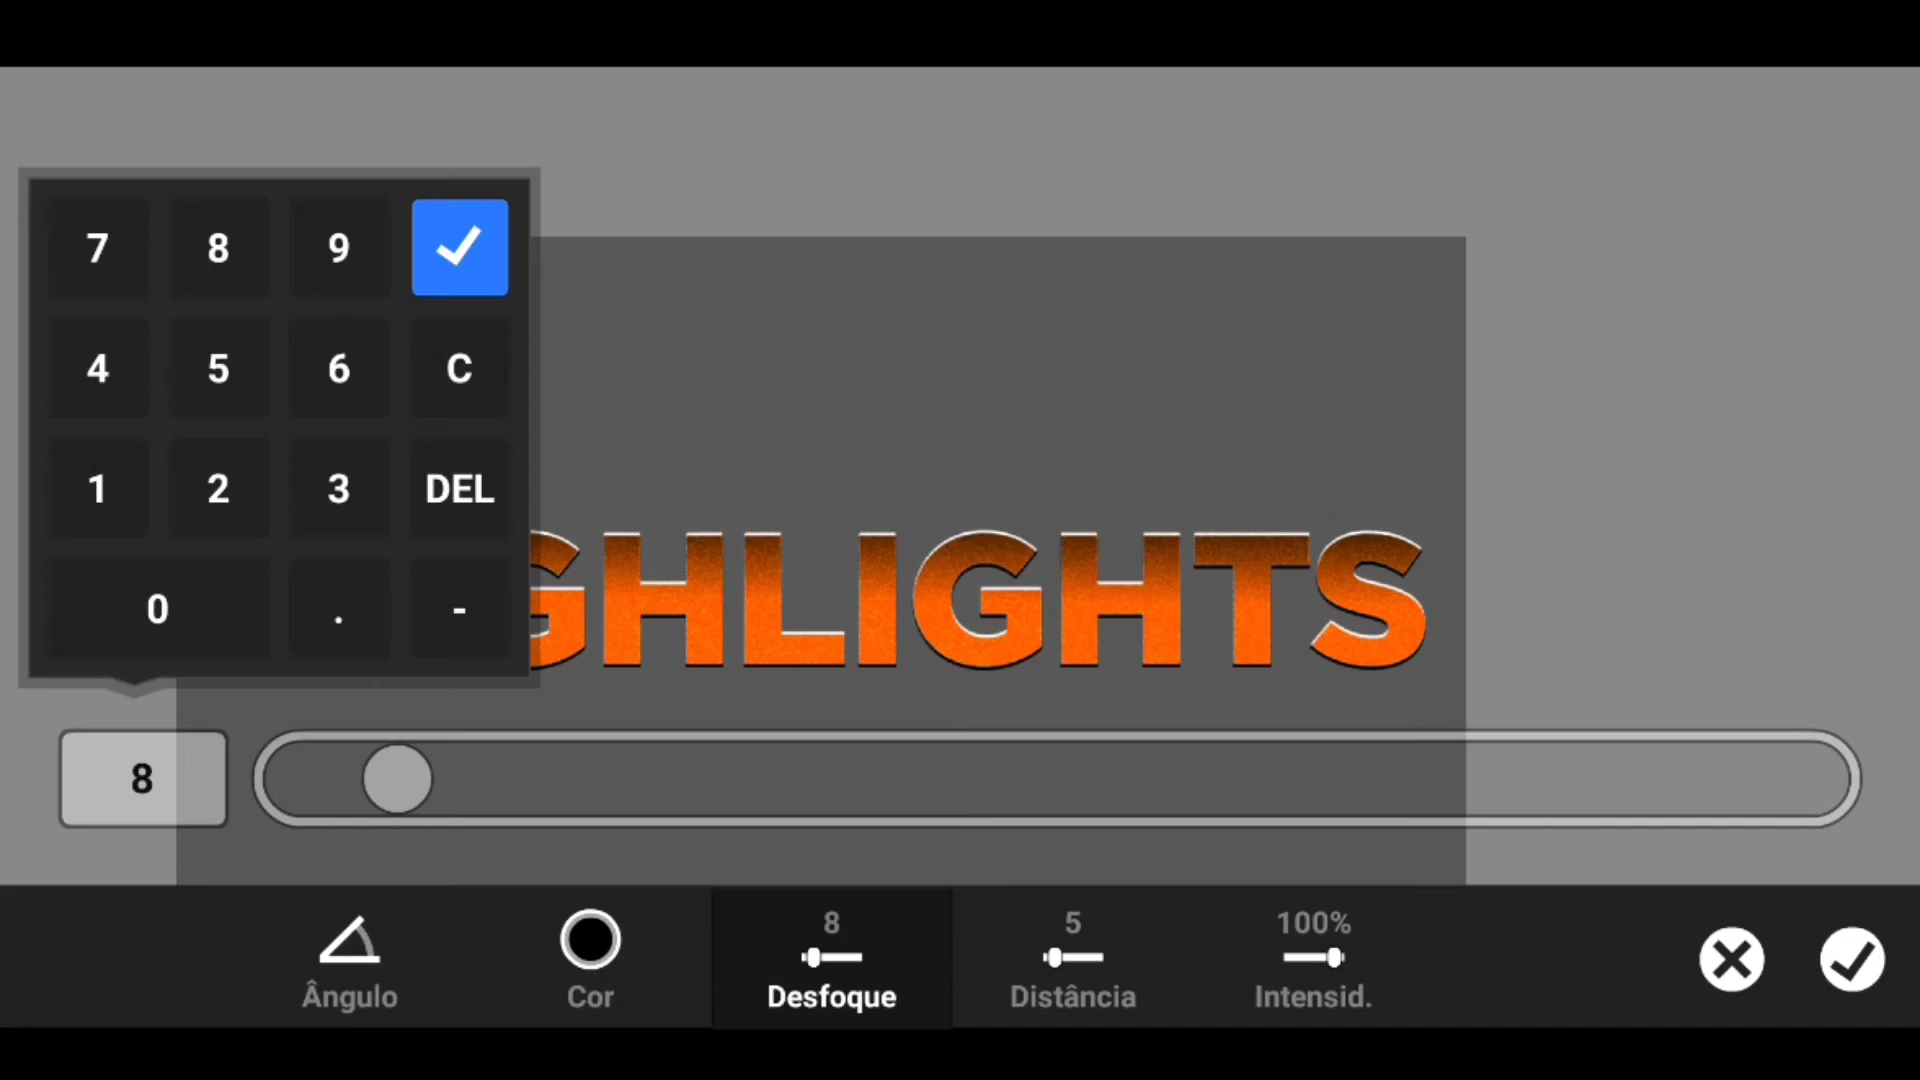 7 8 9
4 5 6 C
1 2 3 DEL
0 . -
GHLIGHTS
8
8 5 100%
Ângulo Cor Desfoque Distância Intensid.